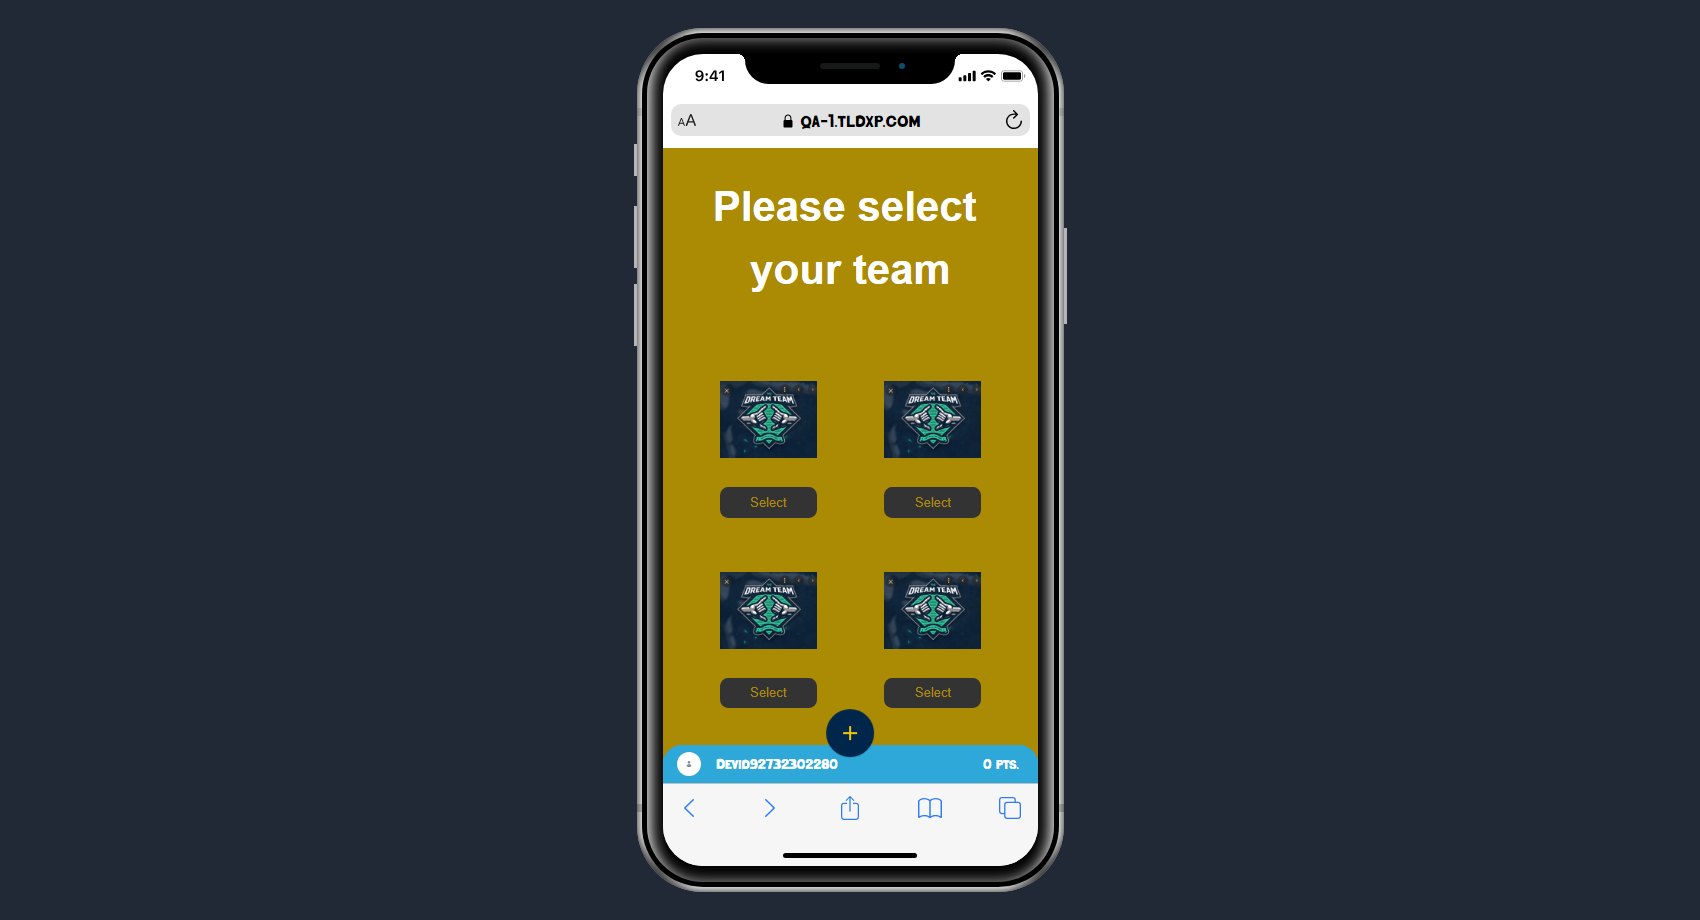 9:41
AA
QA-1.TLDXP.COM
Please select
your team
DREAM TEAM
DREAM TEAM
Select
Select
DREAM TEAM
DREAM TEAM
Select
Select
+
Devid92732302280
0 PTS.